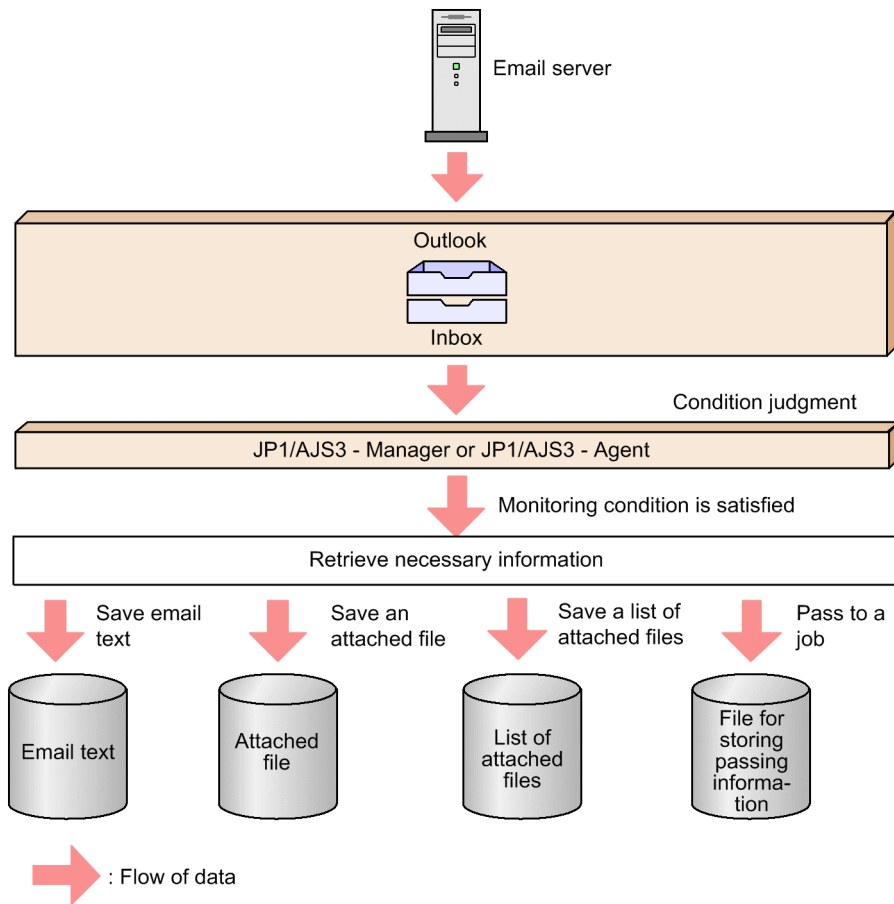 Email server
Outlook
Inbox
Condition judgment
JP1/AJS3 - Manager or JP1/AJS3 - Agent
Monitoring condition is satisfied
Retrieve necessary information
Save email
text
Save an
attached file
Save a list of
attached files
Pass to a
job
Email text
Attached
file
List of
attached
files
File for
storing
passing
informa-
tion
: Flow of data